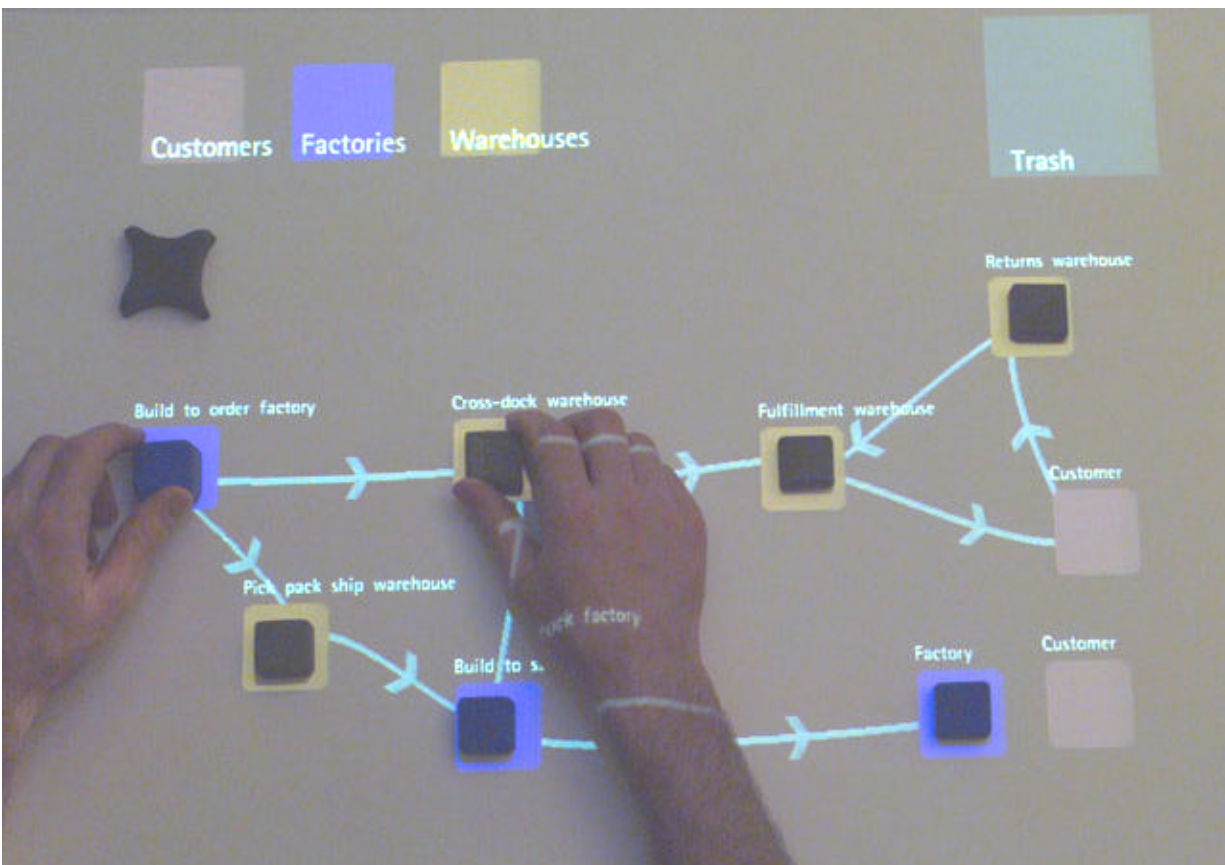 Customers
Factories
Warehouses
Trash
Returns warehouse
Build to order factory
Cross-dock warehouse
Fulfillment warehouse
Customer
Pick pack ship warehouse
factory
Build to
Factory
Customer